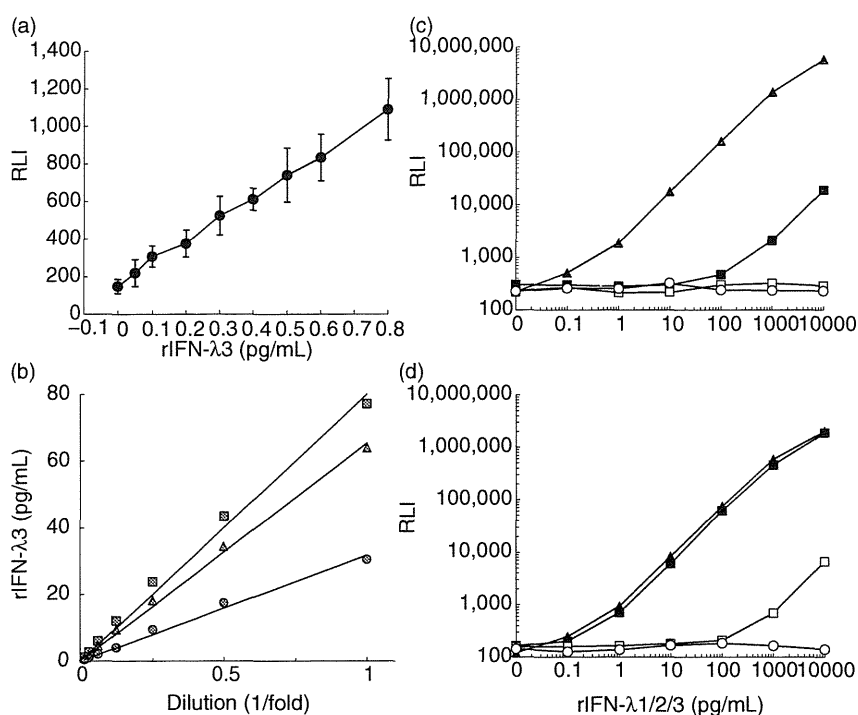 (a)
1,400
1,200
1,000
800
600
400
200
0
RLI
−0.1 0 0.1 0.2 0.3 0.4 0.5 0.6 0.7 0.8
rIFN-λ3 (pg/mL)
(b)
80
60
40
20
0
rIFN-λ3 (pg/mL)
0 0.5 1
Dilution (1/fold)
(c)
10,000,000
1,000,000
100,000
10,000
1,000
100
RLI
0 0.1 1 10 100 1000 10000
(d)
10,000,000
1,000,000
100,000
10,000
1,000
100
RLI
0 0.1 1 10 100 1000 10000
rIFN-λ1/2/3 (pg/mL)